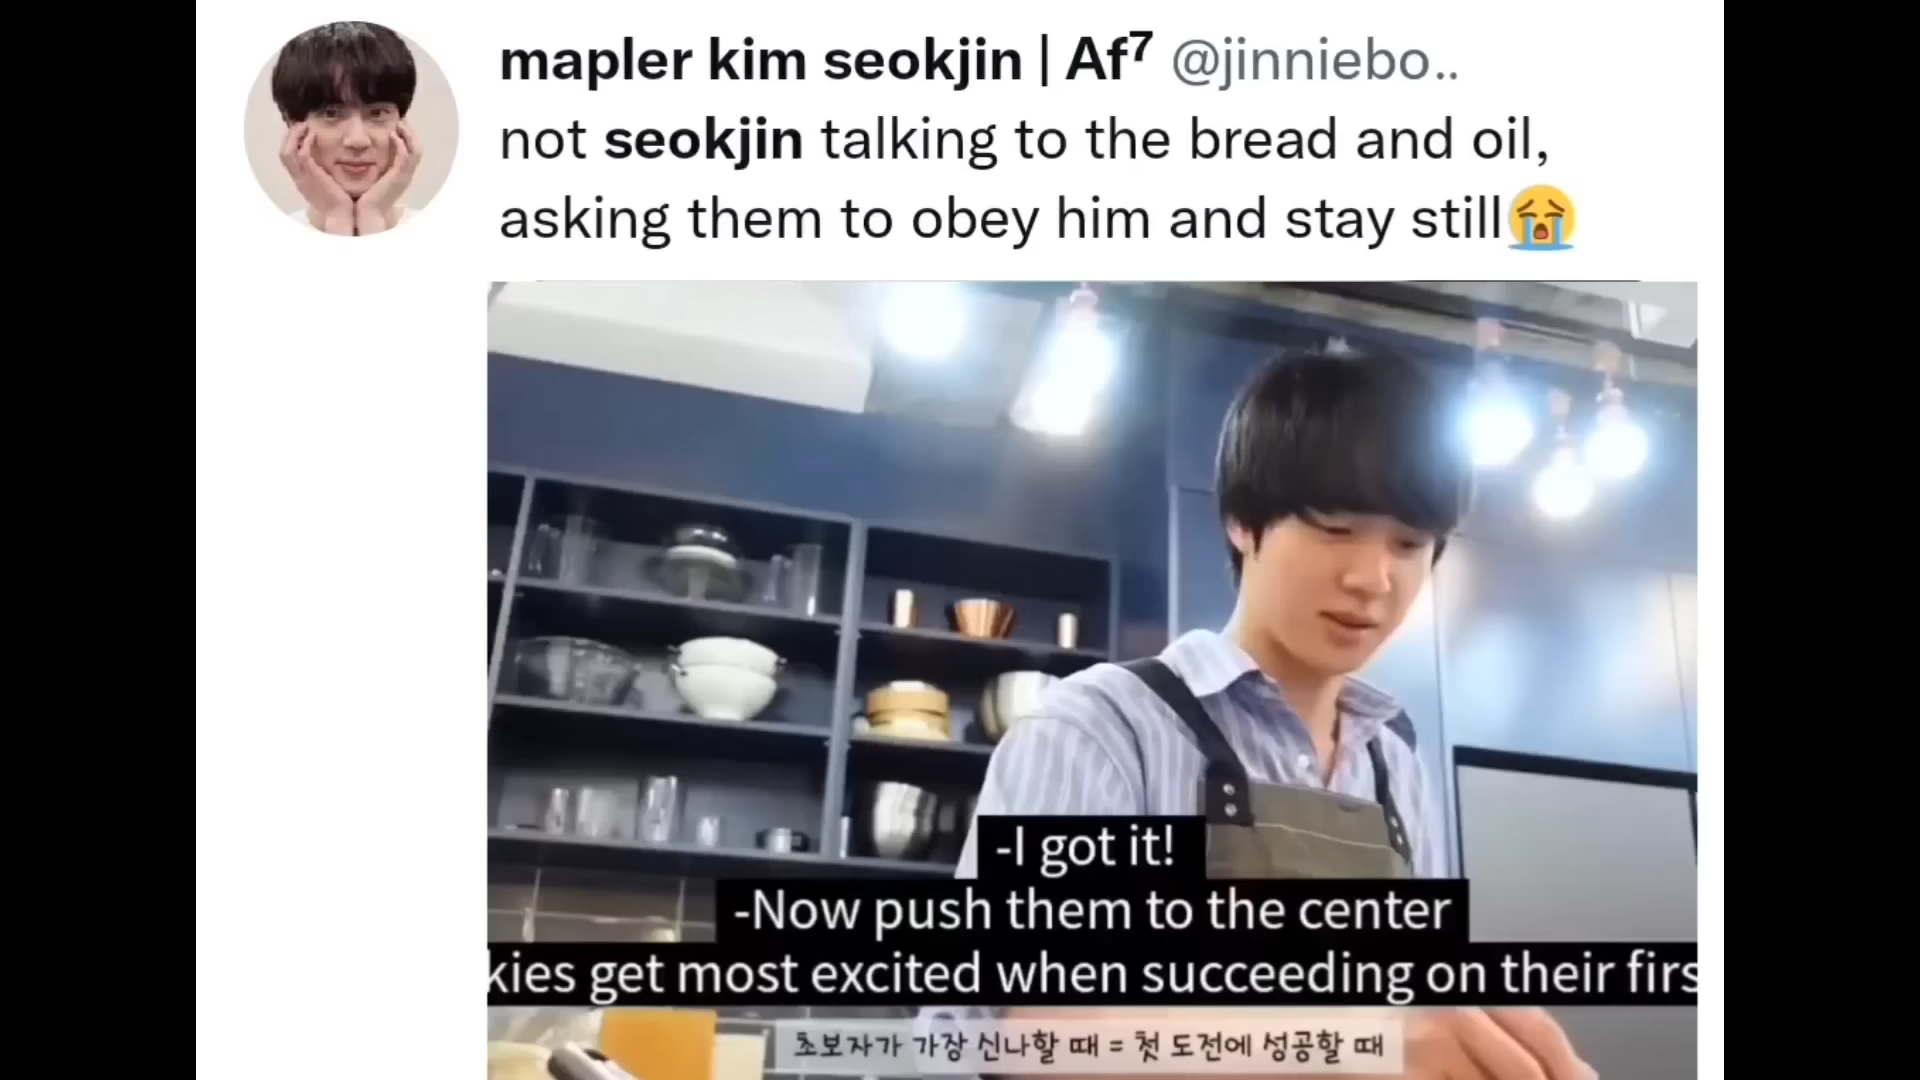 mapler kim seokjin | Af⁷ @jinniebo..
not seokjin talking to the bread and oil,
asking them to obey him and stay still😭
-I got it!
-Now push them to the center
kies get most excited when succeeding on their firs
초보자가 가장 신나할 때 = 첫 도전에 성공할 때